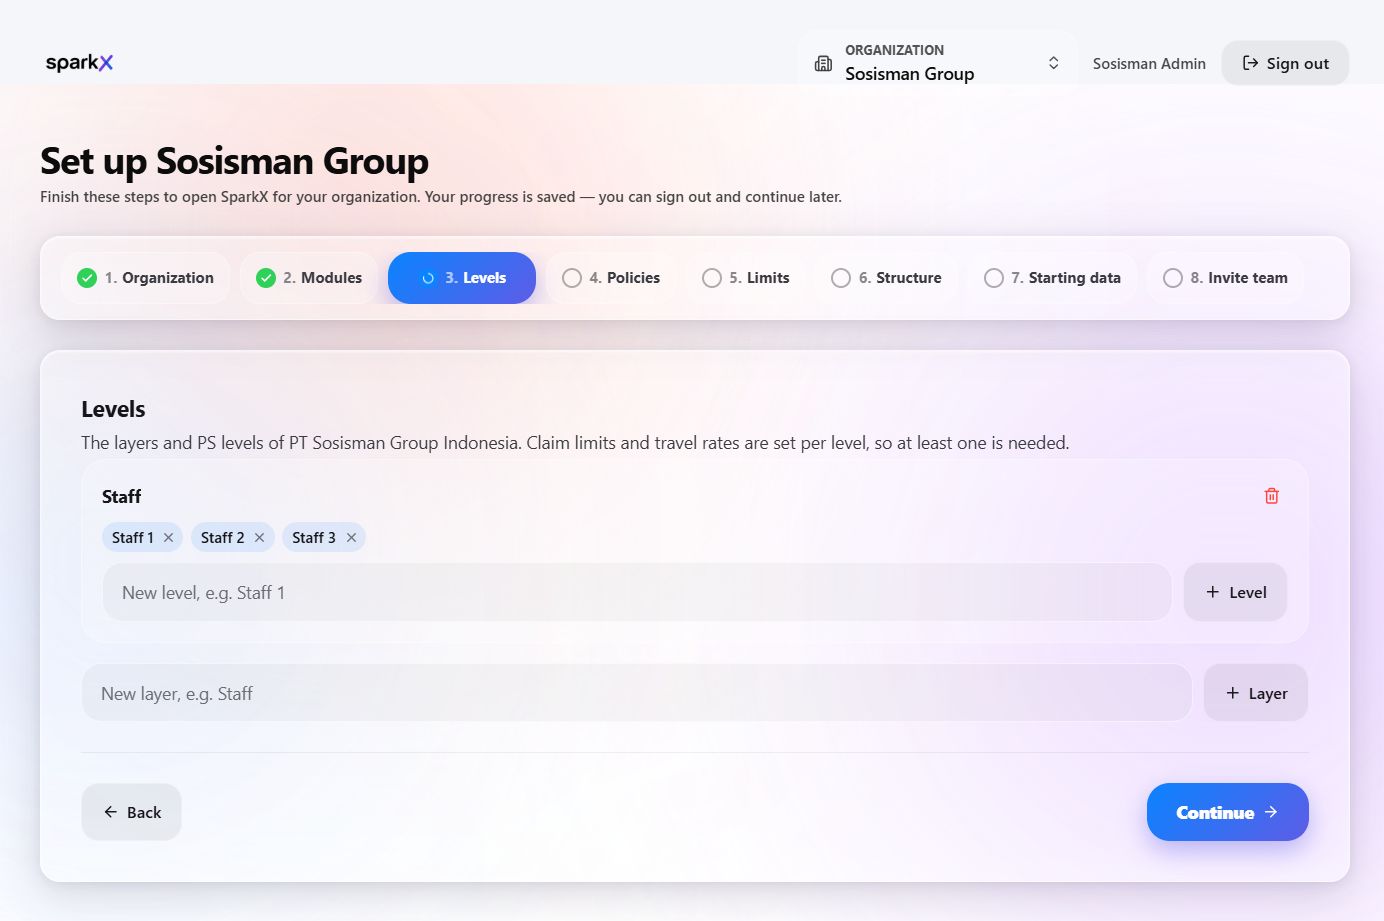 sparkX
ORGANIZATION
Sosisman Group
Sosisman Admin
Sign out
Set up Sosisman Group
Finish these steps to open SparkX for your organization. Your progress is saved — you can sign out and continue later.
1. Organization
2. Modules
3. Levels
4. Policies
5. Limits
6. Structure
7. Starting data
8. Invite team
Levels
The layers and PS levels of PT Sosisman Group Indonesia. Claim limits and travel rates are set per level, so at least one is needed.
Staff
Staff 1
Staff 2
Staff 3
New level, e.g. Staff 1
+ Level
New layer, e.g. Staff
+ Layer
← Back
Continue →